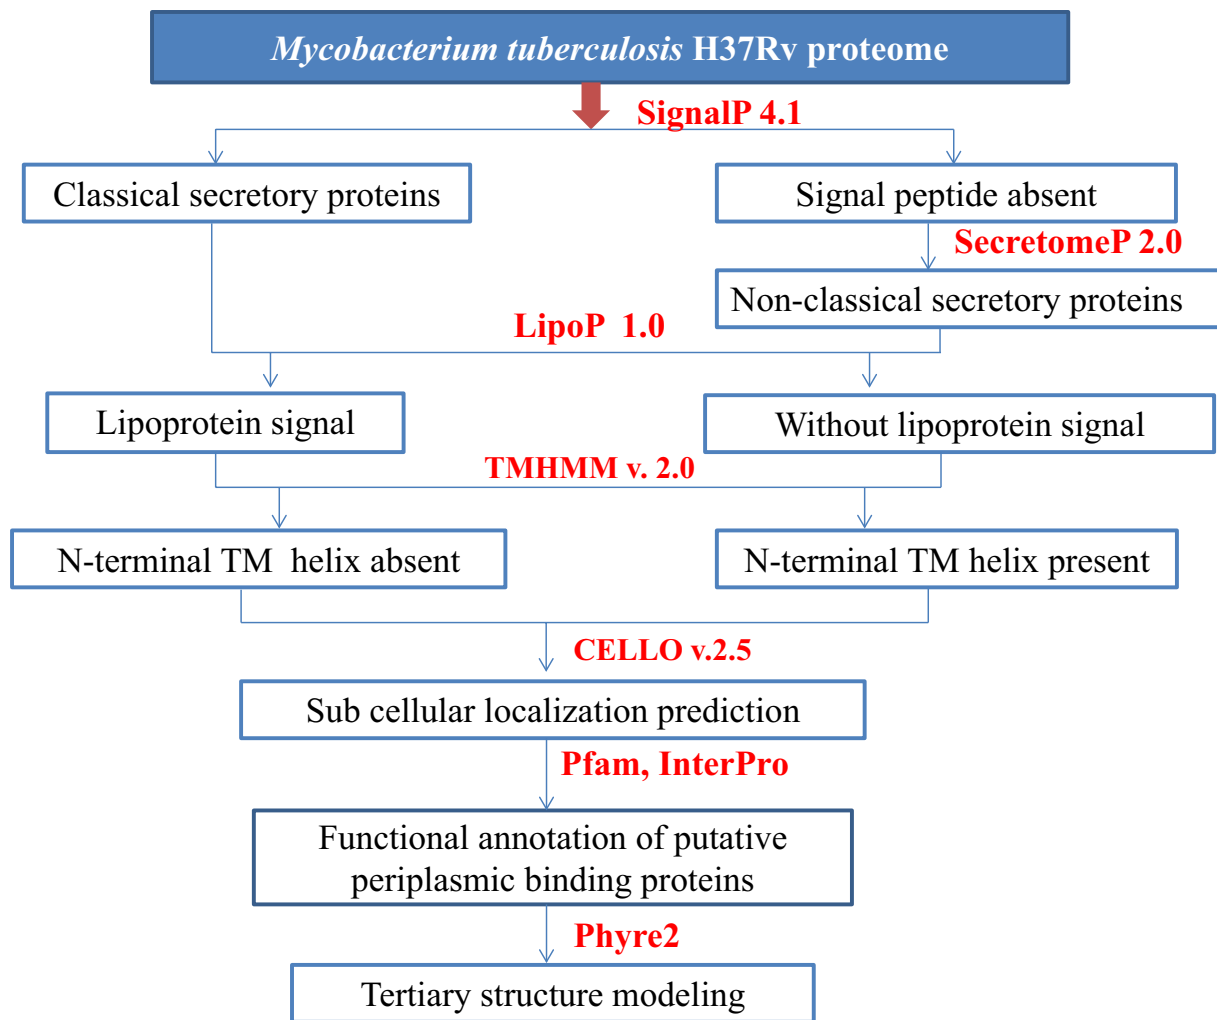 Mycobacterium tuberculosis H37Rv proteome
SignalP 4.1
Classical secretory proteins
Signal peptide absent
SecretomeP 2.0
Non-classical secretory proteins
LipoP 1.0
Lipoprotein signal
Without lipoprotein signal
TMHMM v. 2.0
N-terminal TM helix absent
N-terminal TM helix present
CELLO v.2.5
Sub cellular localization prediction
Pfam, InterPro
Functional annotation of putative
periplasmic binding proteins
Phyre2
Tertiary structure modeling